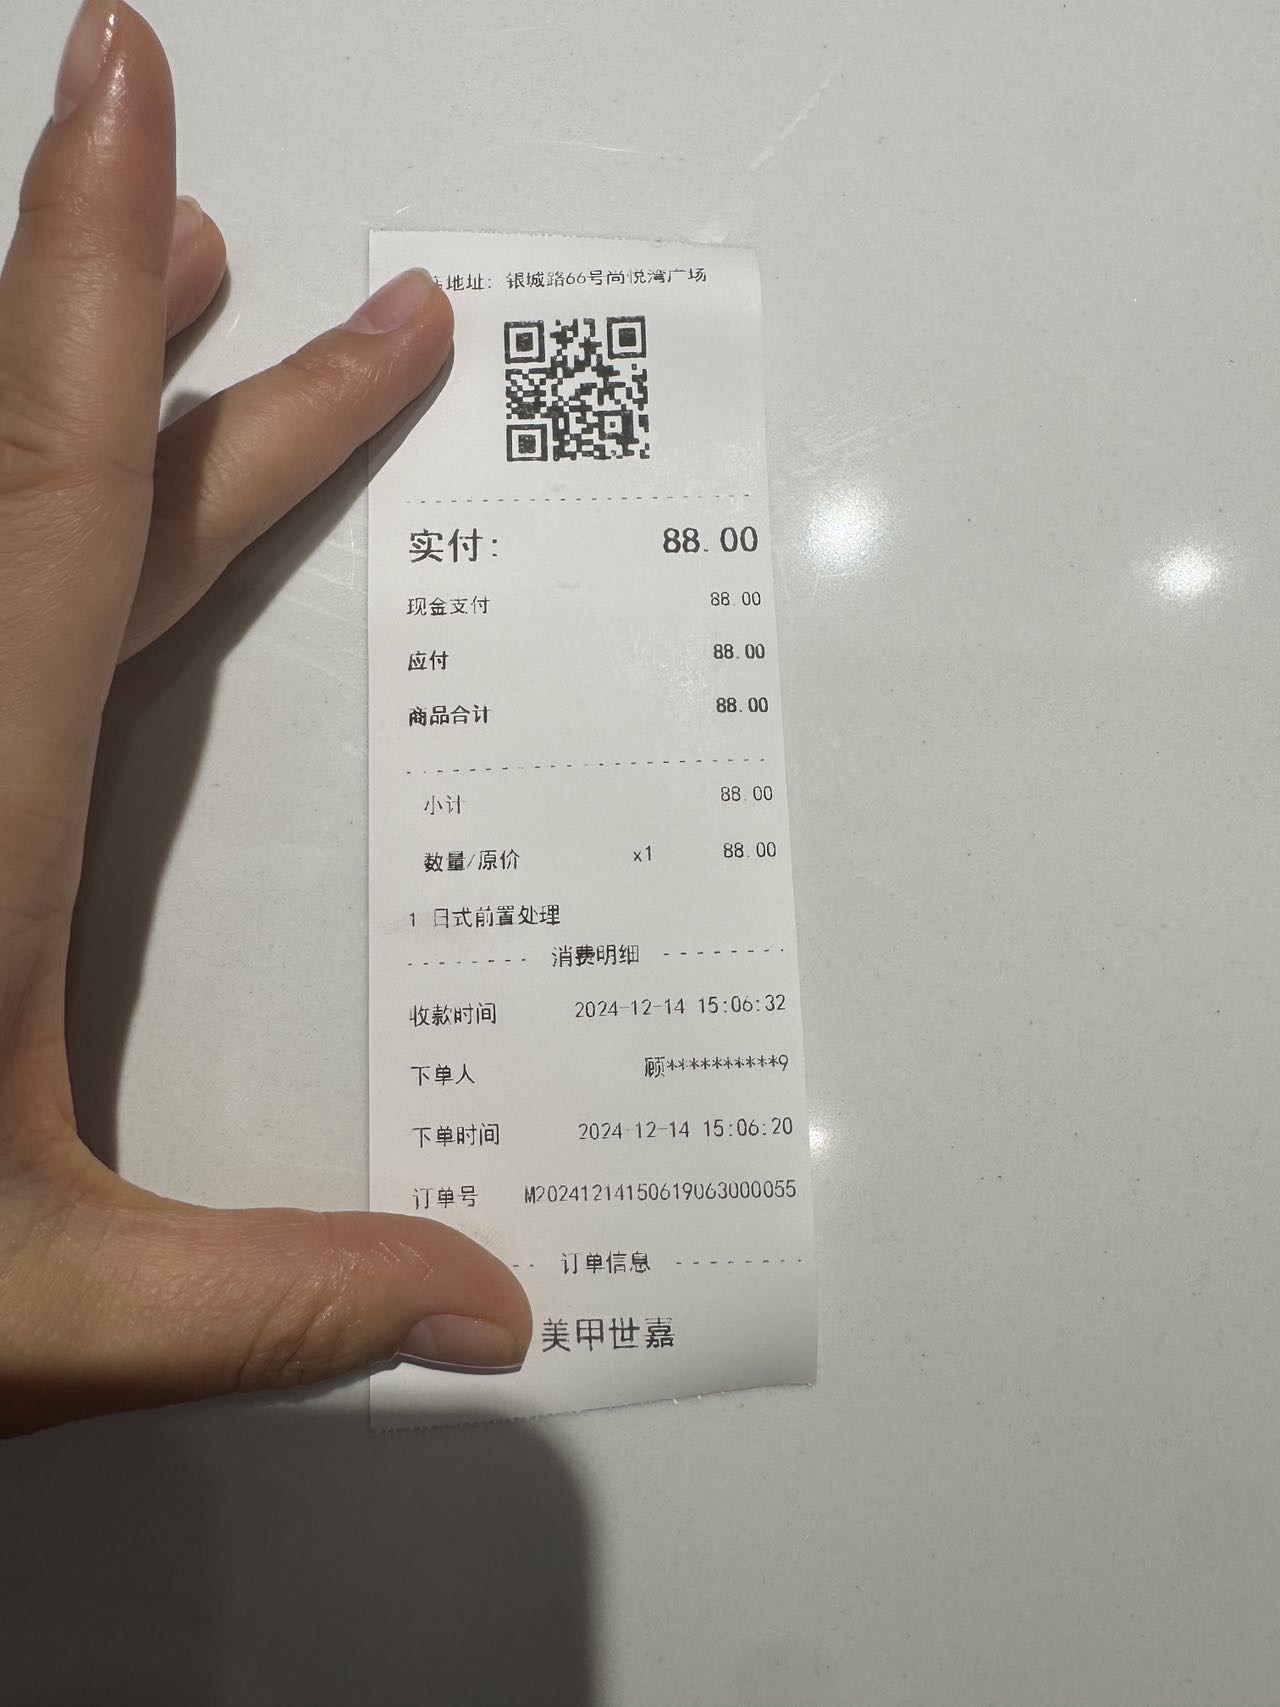 地址：银城路66号尚悦湾广场
实付： 88.00
现金支付 88.00
应付 88.00
商品合计 88.00
小计 88.00
数量/原价 x1 88.00
1 日式前置处理
消费明细
收款时间 2024-12-14 15:06:32
下单人 顾**********9
下单时间 2024-12-14 15:06:20
订单号 M2024121415061906300​0055
订单信息
美甲世嘉